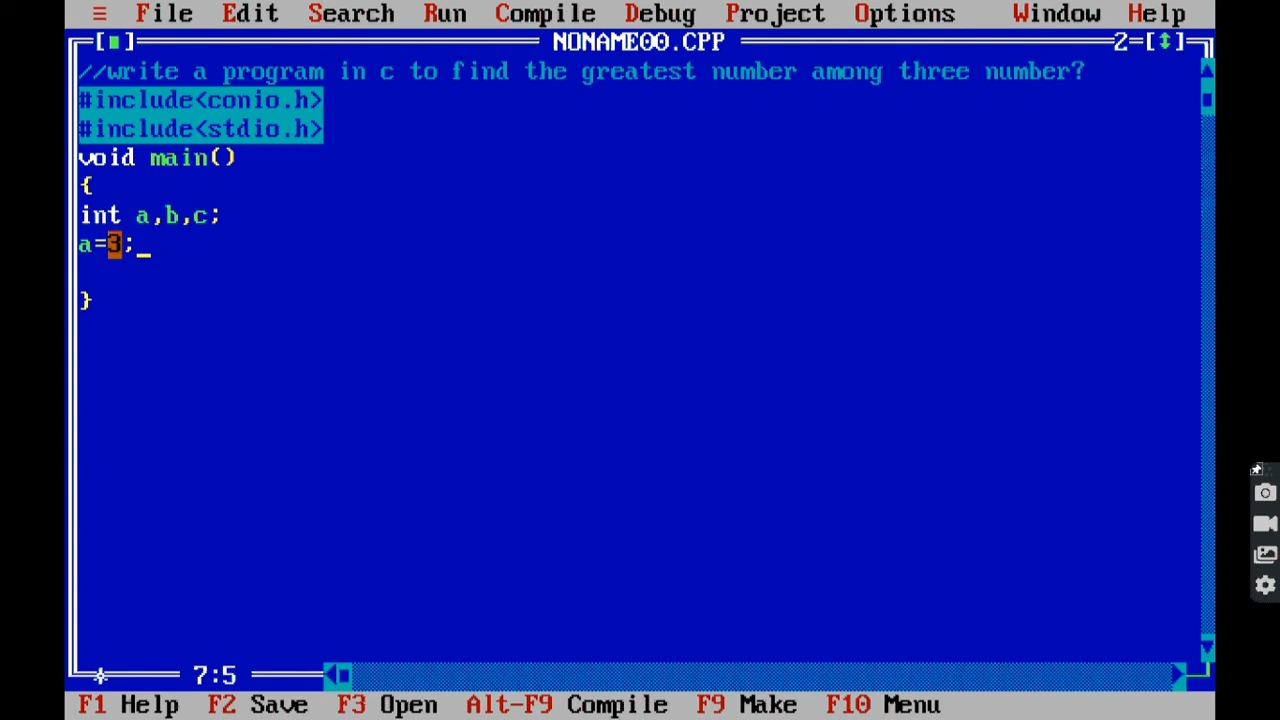 ≡ File Edit Search Run Compile Debug Project Options Window Help
[■] NONAME00.CPP 2=[↕]
//write a program in c to find the greatest number among three number?
#include<conio.h>
#include<stdio.h>
void main()
{
int a,b,c;
a=3;_
}
7:5
F1 Help F2 Save F3 Open Alt-F9 Compile F9 Make F10 Menu